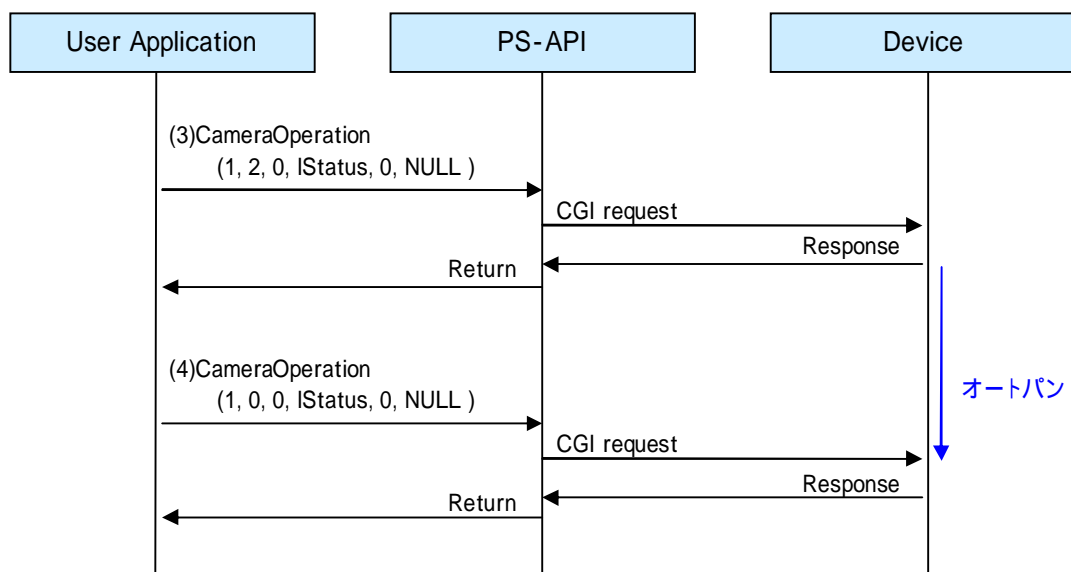 User Application
PS-API
Device
(3)CameraOperation
(1, 2, 0, lStatus, 0, NULL )
CGI request
Response
Return
(4)CameraOperation
(1, 0, 0, lStatus, 0, NULL )
オートパン
CGI request
Response
Return